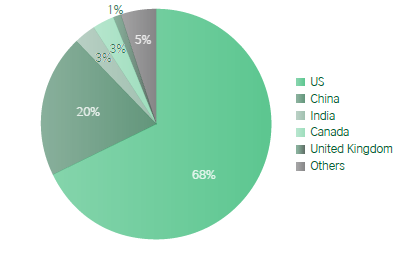 1%
5%
3%
3%
20%
68%
US
China
India
Canada
United Kingdom
Others